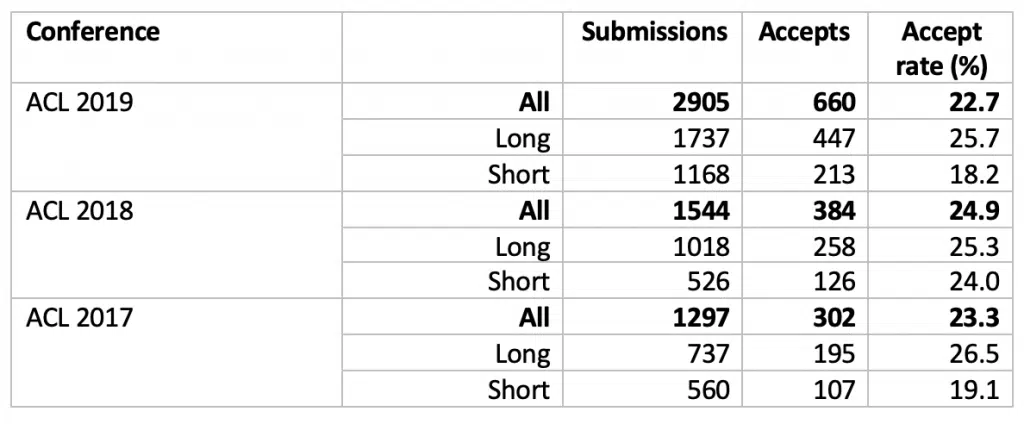 Conference Submissions Accepts Accept rate (%)
ACL 2019 All 2905 660 22.7
Long 1737 447 25.7
Short 1168 213 18.2
ACL 2018 All 1544 384 24.9
Long 1018 258 25.3
Short 526 126 24.0
ACL 2017 All 1297 302 23.3
Long 737 195 26.5
Short 560 107 19.1